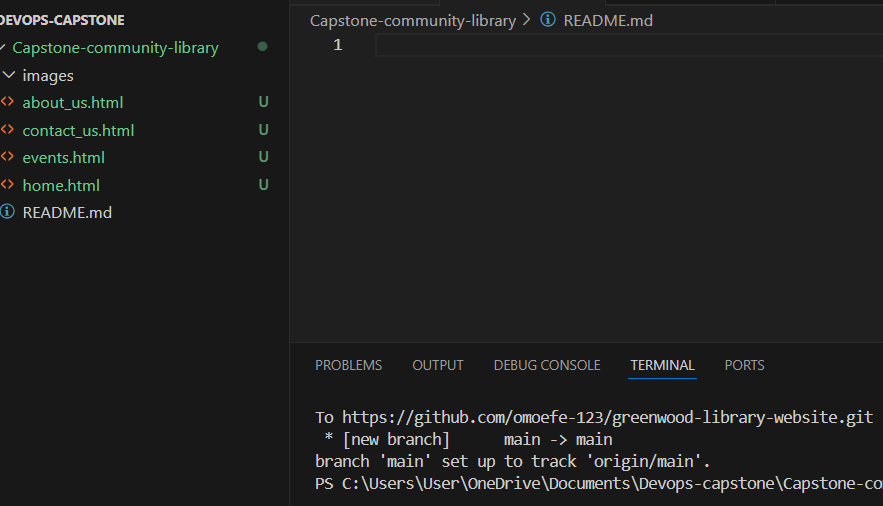 DEVOPS-CAPSTONE
Capstone-community-library
images
about_us.html U
contact_us.html U
events.html U
home.html U
README.md
Capstone-community-library > README.md
1
PROBLEMS OUTPUT DEBUG CONSOLE TERMINAL PORTS
To https://github.com/omoefe-123/greenwood-library-website.git
* [new branch] main -> main
branch 'main' set up to track 'origin/main'.
PS C:\Users\User\OneDrive\Documents\Devops-capstone\Capstone-co